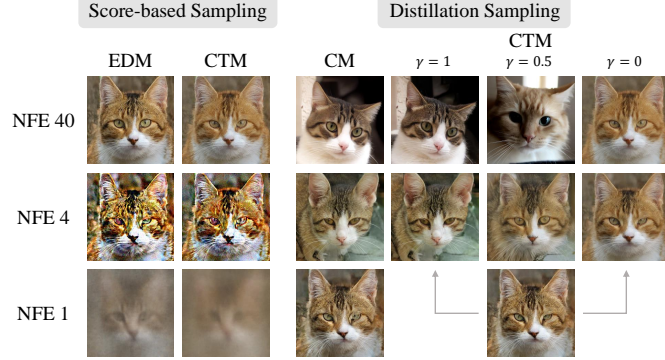 Score-based Sampling
Distillation Sampling
EDM
CTM
CM
CTM
γ = 1
γ = 0.5
γ = 0
NFE 40
NFE 4
NFE 1